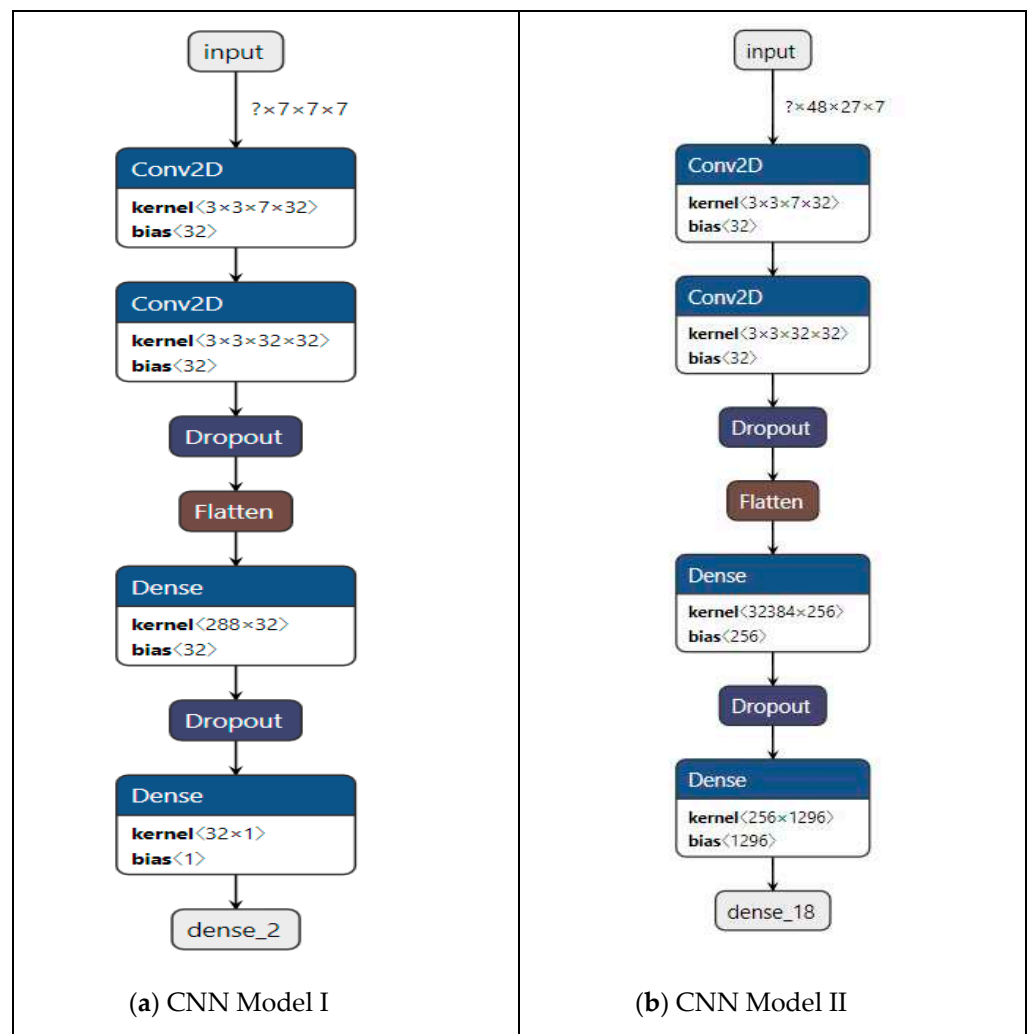 input
?×7×7×7
Conv2D
kernel⟨3×3×7×32⟩
bias⟨32⟩
Conv2D
kernel⟨3×3×32×32⟩
bias⟨32⟩
Dropout
Flatten
Dense
kernel⟨288×32⟩
bias⟨32⟩
Dropout
Dense
kernel⟨32×1⟩
bias⟨1⟩
dense_2
(a) CNN Model I
input
?×48×27×7
Conv2D
kernel⟨3×3×7×32⟩
bias⟨32⟩
Conv2D
kernel⟨3×3×32×32⟩
bias⟨32⟩
Dropout
Flatten
Dense
kernel⟨32384×256⟩
bias⟨256⟩
Dropout
Dense
kernel⟨256×1296⟩
bias⟨1296⟩
dense_18
(b) CNN Model II